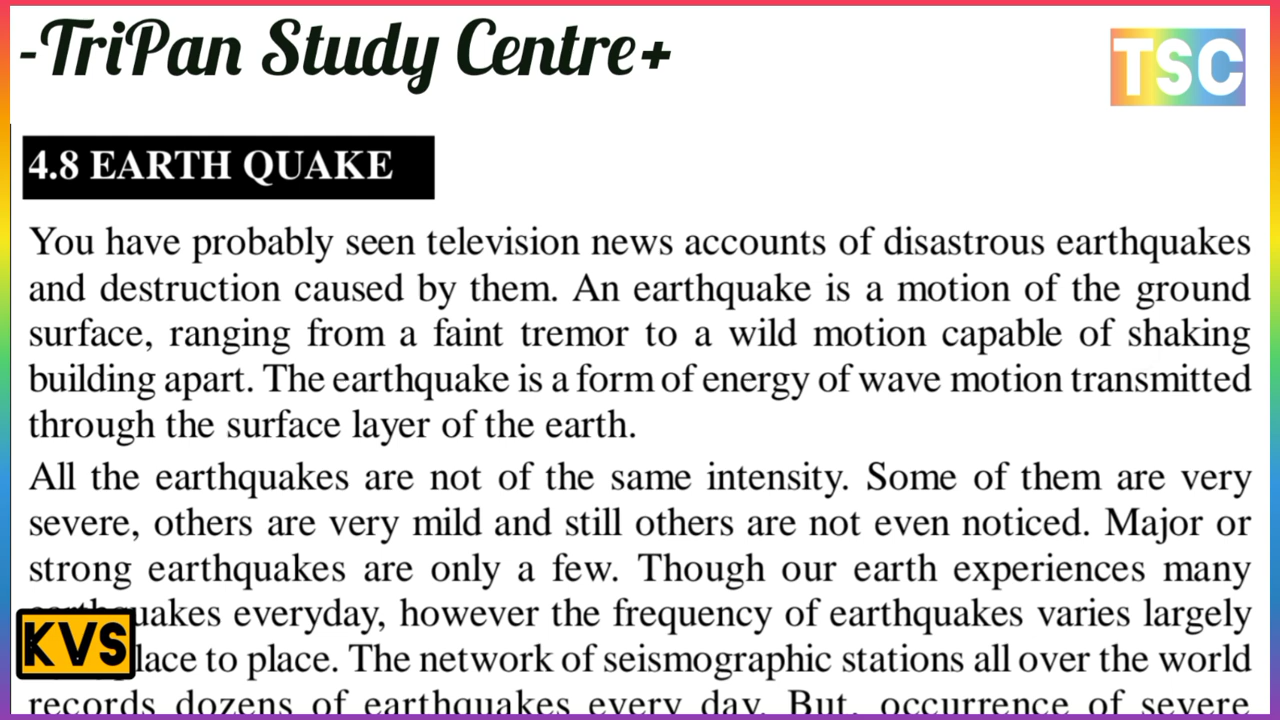 -TriPan Study Centre+
TSC
4.8 EARTH QUAKE
You have probably seen television news accounts of disastrous earthquakes
and destruction caused by them. An earthquake is a motion of the ground
surface, ranging from a faint tremor to a wild motion capable of shaking
building apart. The earthquake is a form of energy of wave motion transmitted
through the surface layer of the earth.
All the earthquakes are not of the same intensity. Some of them are very
severe, others are very mild and still others are not even noticed. Major or
strong earthquakes are only a few. Though our earth experiences many
everyday, however the frequency of earthquakes varies largely
KVS
to place. The network of seismographic stations all over the world
records dozens of earthquakes every day. But, occurrence of severe